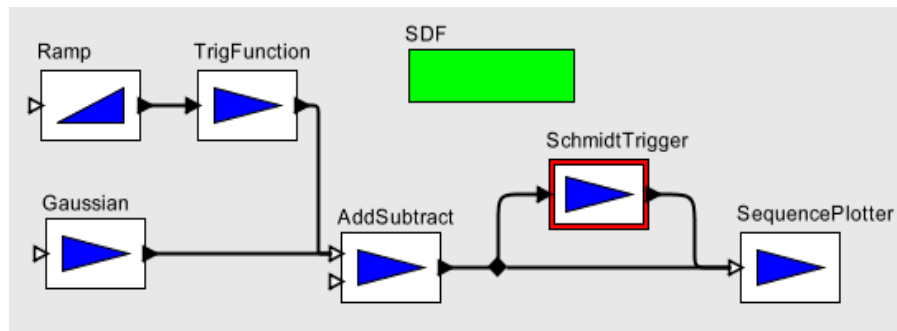 SDF
Ramp
TrigFunction
SchmidtTrigger
Gaussian
AddSubtract
SequencePlotter